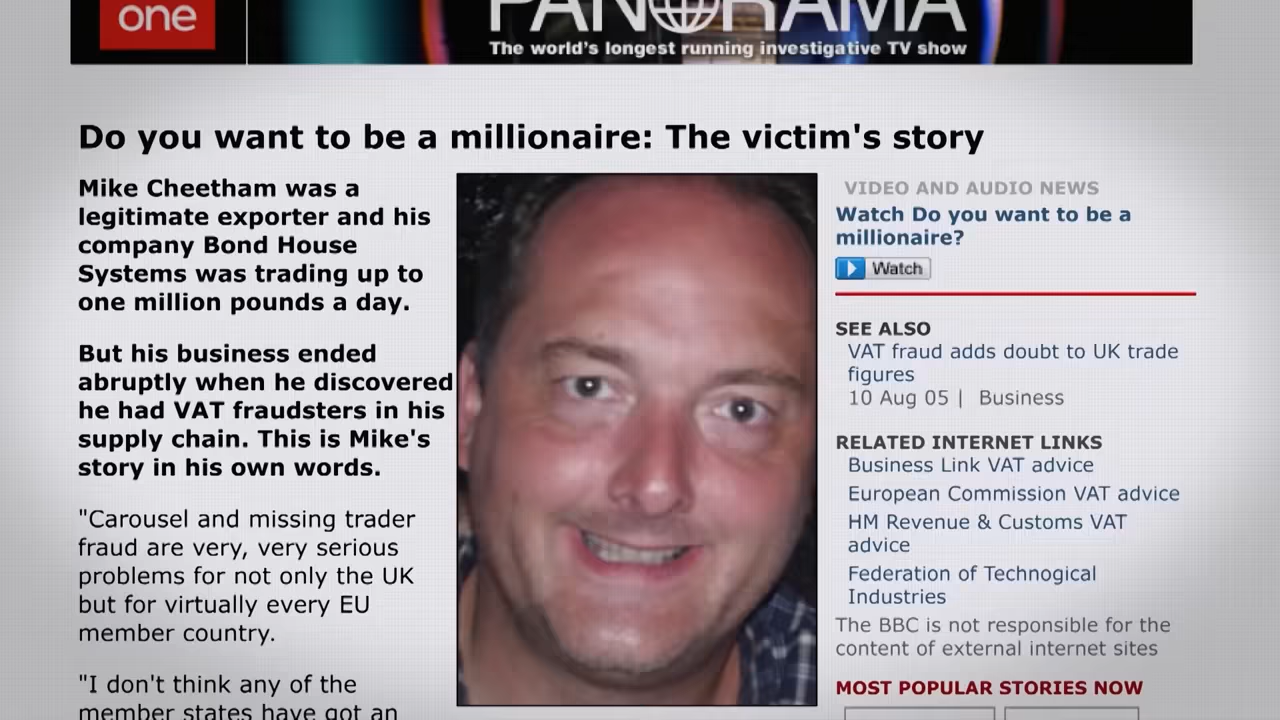 one
PANORAMA
The world's longest running investigative TV show
Do you want to be a millionaire: The victim's story
Mike Cheetham was a
legitimate exporter and his
company Bond House
Systems was trading up to
one million pounds a day.
But his business ended
abruptly when he discovered
he had VAT fraudsters in his
supply chain. This is Mike's
story in his own words.
"Carousel and missing trader
fraud are very, very serious
problems for not only the UK
but for virtually every EU
member country.
"I don't think any of the
member states have got an
VIDEO AND AUDIO NEWS
Watch Do you want to be a
millionaire?
Watch
SEE ALSO
VAT fraud adds doubt to UK trade
figures
10 Aug 05 | Business
RELATED INTERNET LINKS
Business Link VAT advice
European Commission VAT advice
HM Revenue & Customs VAT
advice
Federation of Technogical
Industries
The BBC is not responsible for the
content of external internet sites
MOST POPULAR STORIES NOW